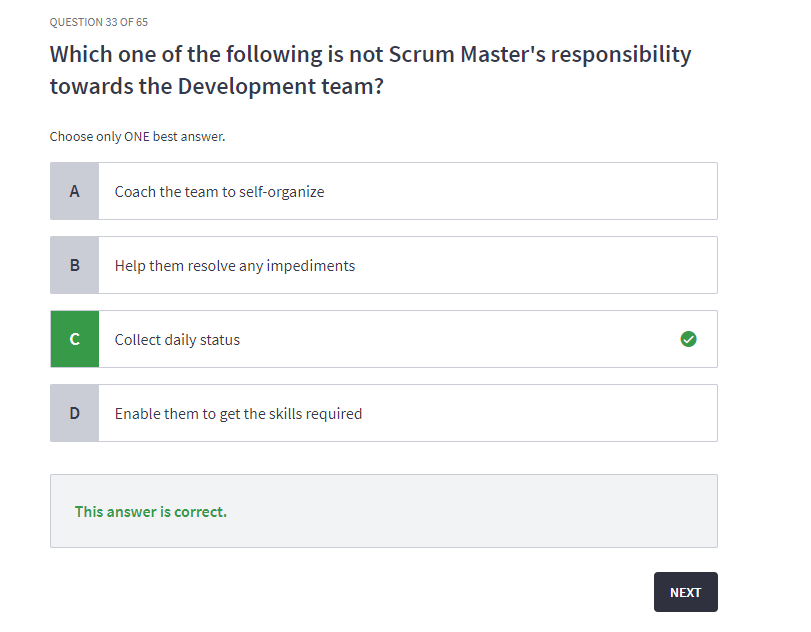 QUESTION 33 OF 65
Which one of the following is not Scrum Master's responsibility
towards the Development team?
Choose only ONE best answer.
A Coach the team to self-organize
B Help them resolve any impediments
C Collect daily status
D Enable them to get the skills required
This answer is correct.
NEXT